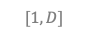 [1, D]